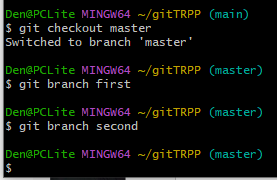 Den@PCLite MINGW64 ~/gitTRPP (main)
$ git checkout master
Switched to branch 'master'
Den@PCLite MINGW64 ~/gitTRPP (master)
$ git branch first
Den@PCLite MINGW64 ~/gitTRPP (master)
$ git branch second
Den@PCLite MINGW64 ~/gitTRPP (master)
$